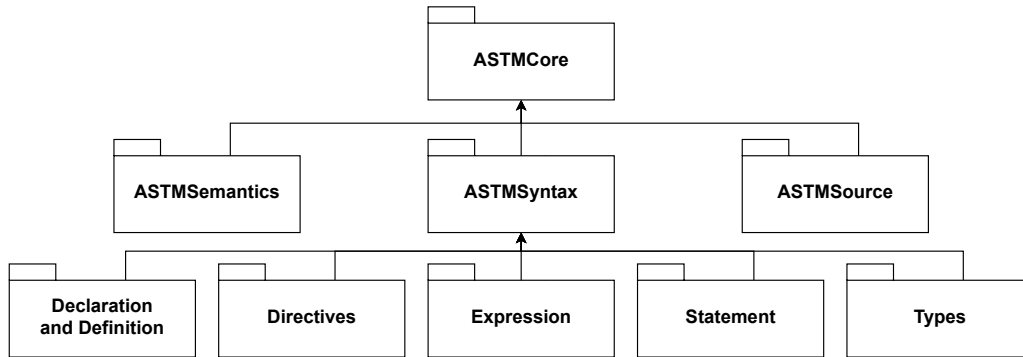 ASTMCore
ASTMSemantics
ASTMSyntax
ASTMSource
Declaration
and Definition
Directives
Expression
Statement
Types